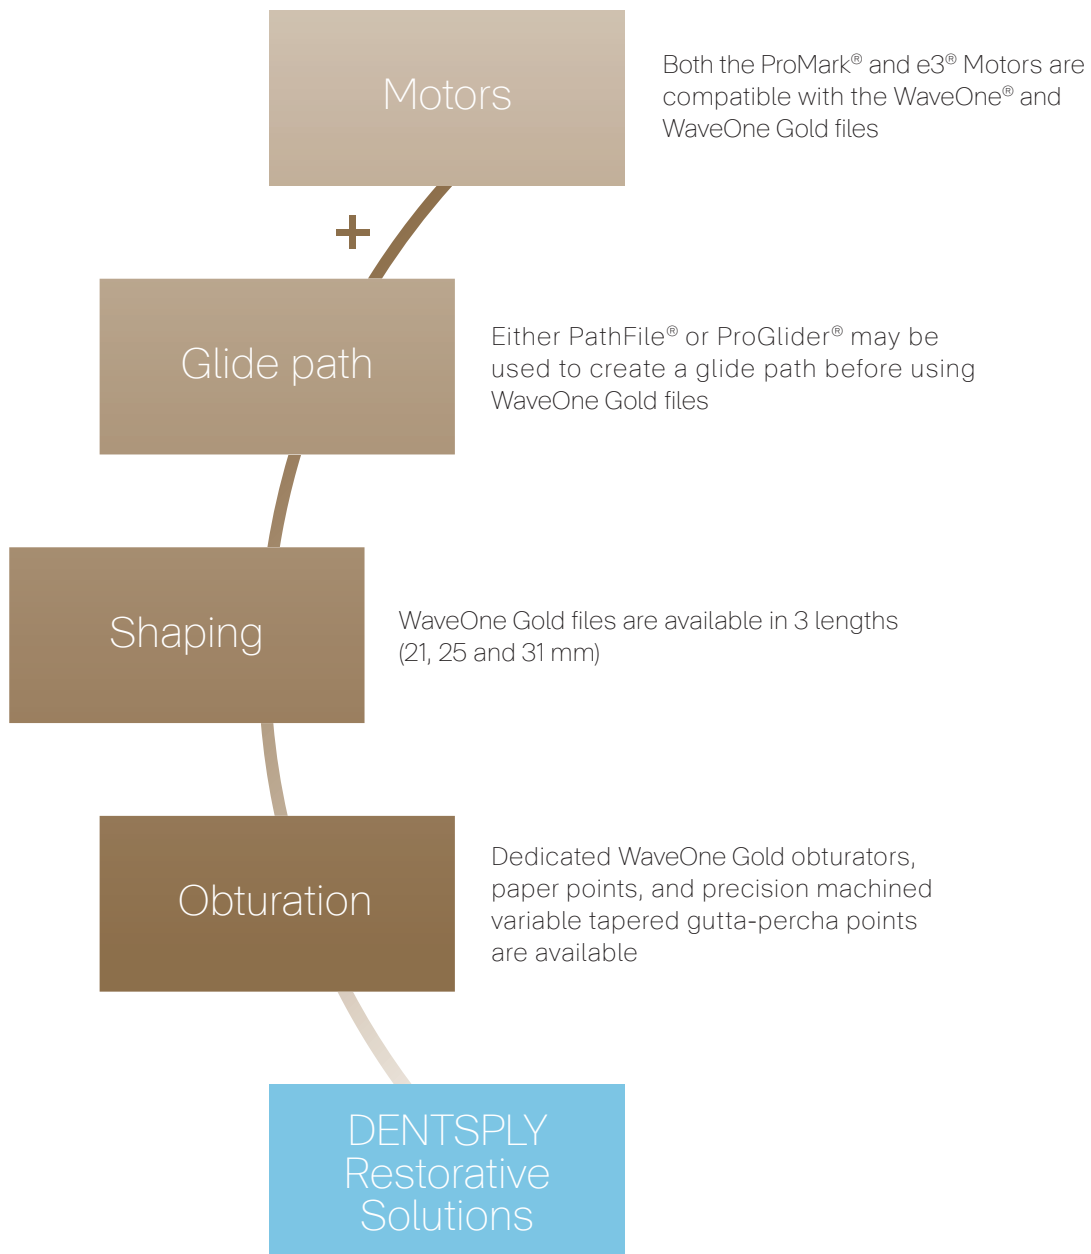 Motors
Both the ProMark® and e3® Motors are
compatible with the WaveOne® and
WaveOne Gold files
+
Glide path
Either PathFile® or ProGlider® may be
used to create a glide path before using
WaveOne Gold files
Shaping
WaveOne Gold files are available in 3 lengths
(21, 25 and 31 mm)
Obturation
Dedicated WaveOne Gold obturators,
paper points, and precision machined
variable tapered gutta-percha points
are available
DENTSPLY
Restorative
Solutions